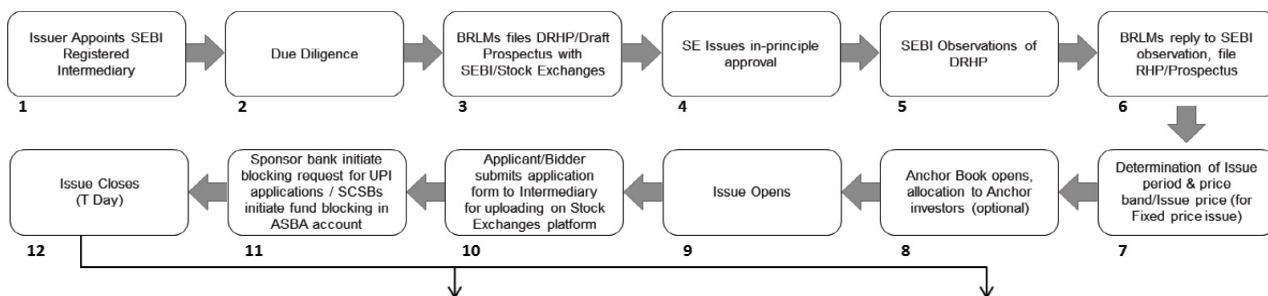 Issuer Appoints SEBI
Registered
Intermediary
1
Due Diligence
2
BRLMs files DRHP/Draft
Prospectus with
SEBI/Stock Exchanges
3
SE Issues in-principle
approval
4
SEBI Observations of
DRHP
5
BRLMs reply to SEBI
observation, file
RHP/Prospectus
6
Determination of Issue
period & price
band/Issue price (for
Fixed price issue)
7
Anchor Book opens,
allocation to Anchor
investors (optional)
8
Issue Opens
9
Applicant/Bidder
submits application
form to Intermediary
for uploading on Stock
Exchanges platform
10
Sponsor bank initiate
blocking request for UPI
applications / SCSBs
initiate fund blocking in
ASBA account
11
Issue Closes
(T Day)
12